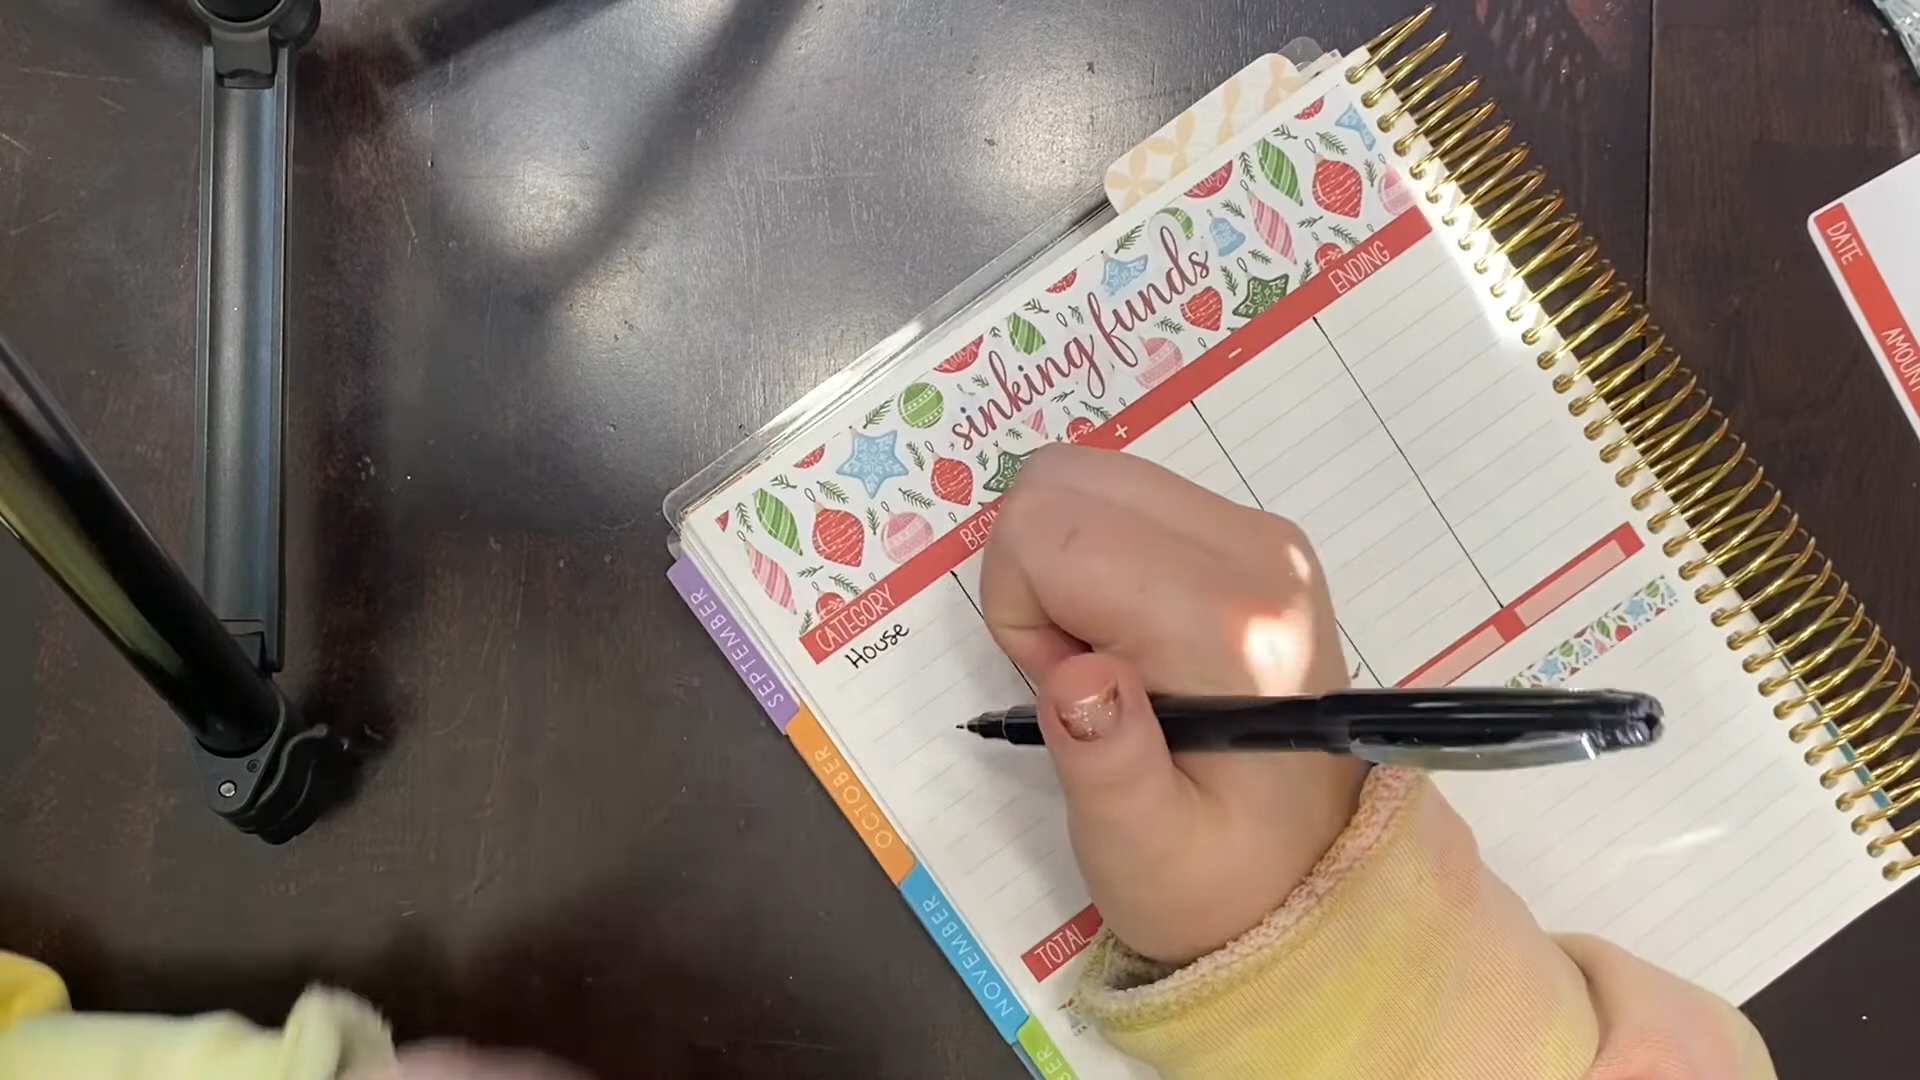 sinking funds
CATEGORY
+
-
ENDING
House
TOTAL
SEPTEMBER
OCTOBER
NOVEMBER
DATE